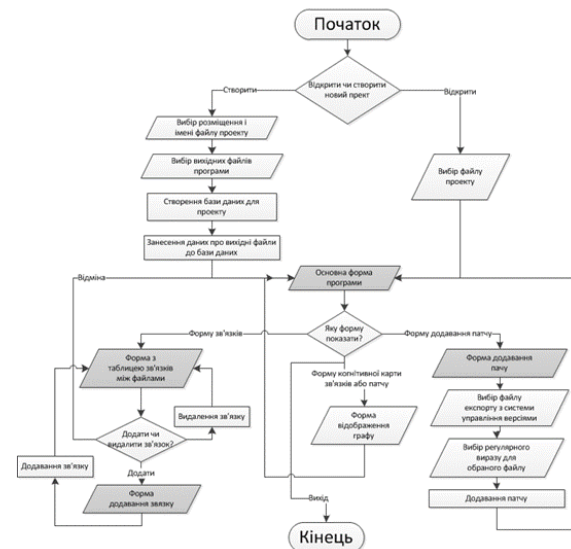 Початок
Відкрити чи створити
новий прект
Створити
Відкрити
Вибір розміщення і
імені файлу проекту
Вибір вихідних файлів
програми
Вибір файлу
проекту
Створення бази даних для
проекту
Занесення даних про вихідні файли
до бази даних
Відміна
Основна форма
програми
Яку форму
показати?
Форму зв'язків
Форму додавання патчу
Форма з
таблицею зв'язків
між файлами
Форма додавання
пачу
Форму когнітивної карти
зв'язків або патчу
Вибір файлу
експорту з системи
управління версіями
Видалення зв'язку
Форма
відображення
графу
Додати чи
видалити зв'язок?
Вибір регулярного
виразу для
обраного файлу
Додавання зв'язку
Додати
Форма
додавання звязку
Додавання патчу
Вихід
Кінець